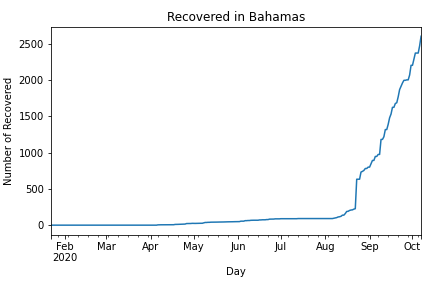 Recovered in Bahamas
Number of Recovered
2500
2000
1500
1000
500
0
Feb Mar Apr May Jun Jul Aug Sep Oct
2020
Day